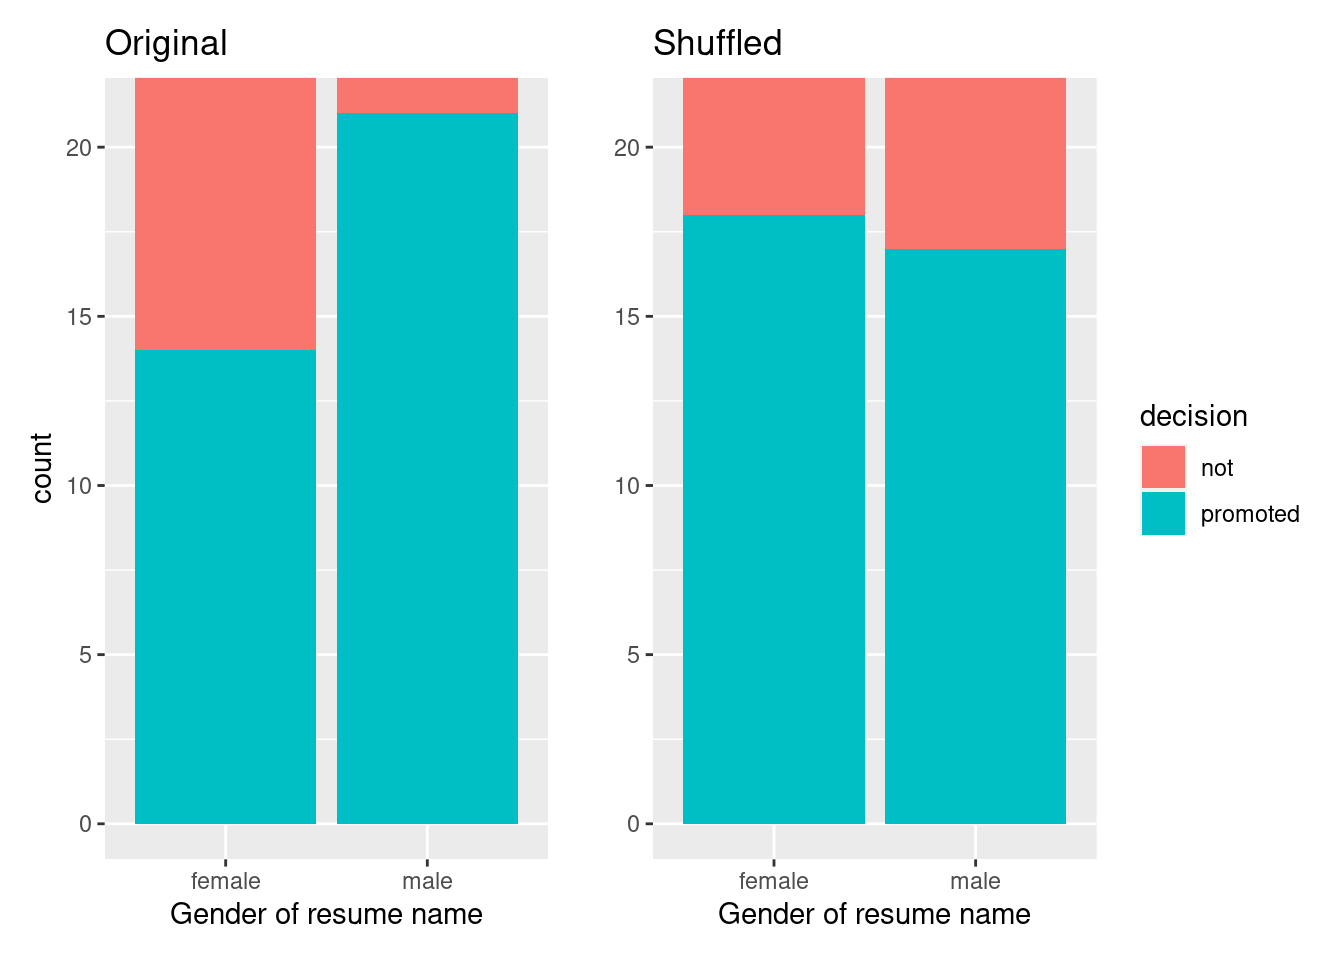 Original
Shuffled
20
15
10
5
0
count
female
male
Gender of resume name
20
15
10
5
0
female
male
Gender of resume name
decision
not
promoted